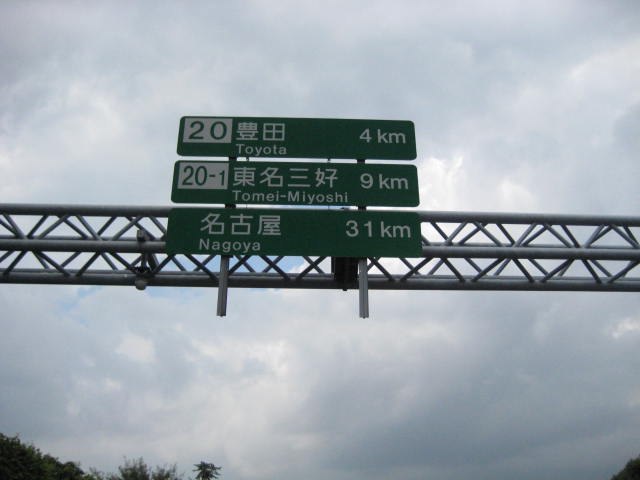 20 豊田 4 km
Toyota
20-1 東名三好 9 km
Tomei-Miyoshi
名古屋 31 km
Nagoya